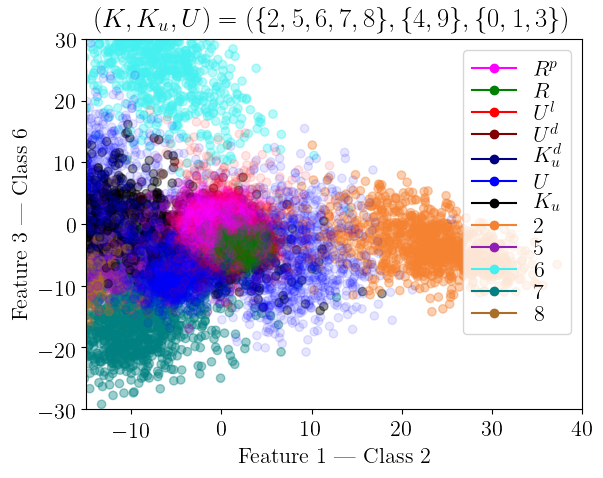 (K, K_u, U) = ({2, 5, 6, 7, 8}, {4, 9}, {0, 1, 3})
30
20
10
0
−10
−20
−30
Feature 3 — Class 6
R^p
R
U^l
U^d
K_u^d
U
K_u
2
5
6
7
8
−10
0
10
20
30
40
Feature 1 — Class 2